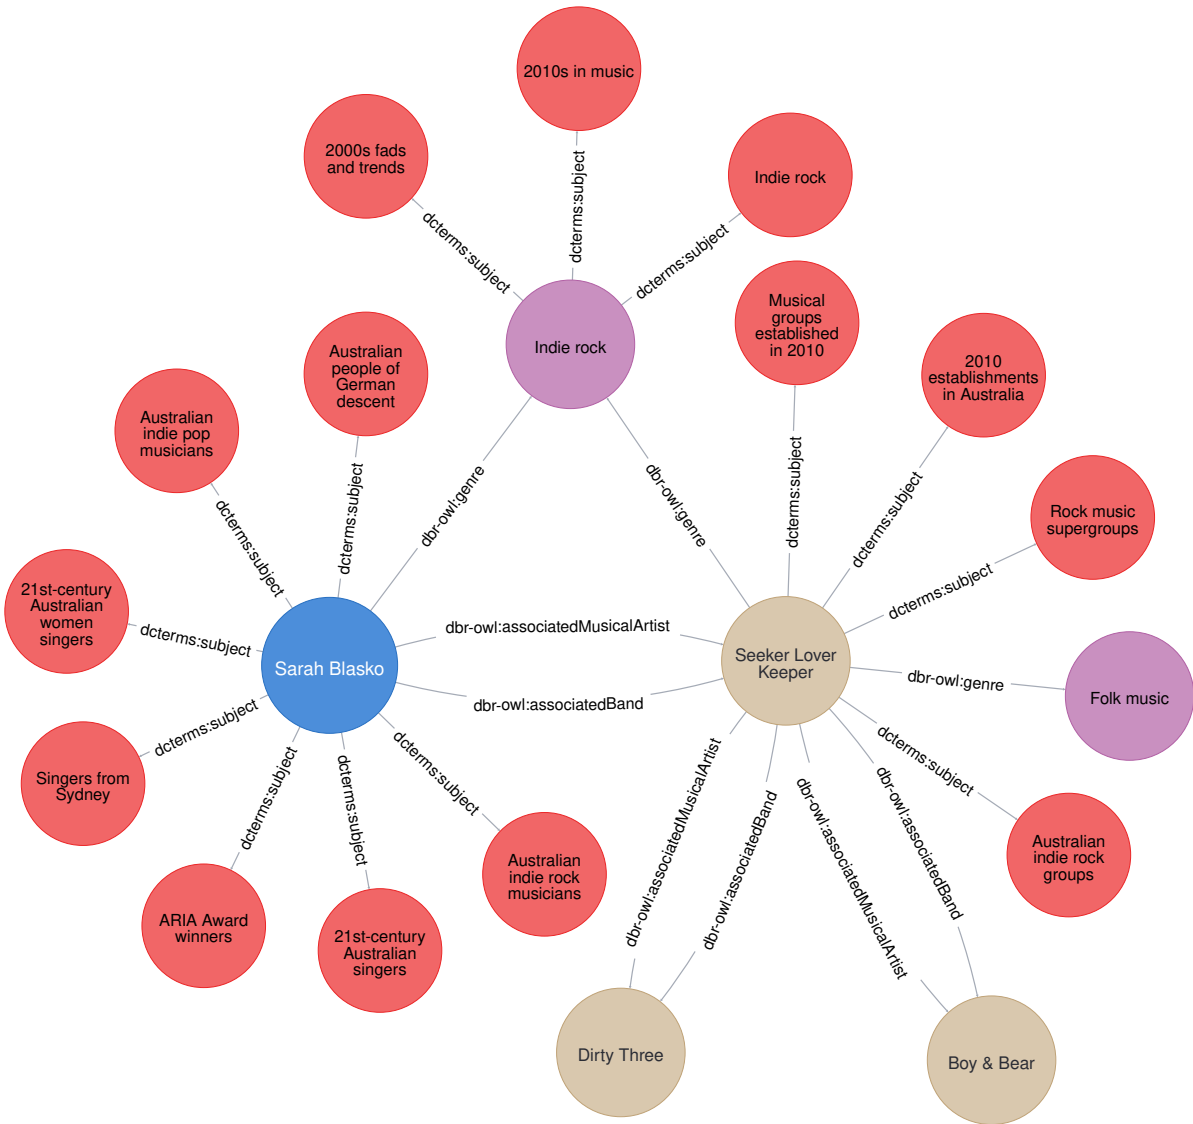 2010s in music
2000s fads
and trends
Indie rock
dcterms:subject
dcterms:subject
dcterms:subject
Indie rock
Musical
groups
established
in 2010
Australian
people of
German
descent
2010
establishments
in Australia
Australian
indie pop
musicians
dcterms:subject
dcterms:subject
dbr-owl:genre
dbr-owl:genre
dcterms:subject
dcterms:subject
Rock music
supergroups
dcterms:subject
21st-century
Australian
women
singers
dcterms:subject
Sarah Blasko
dbr-owl:associatedMusicalArtist
dbr-owl:associatedBand
Seeker Lover
Keeper
dbr-owl:genre
Folk music
dcterms:subject
Singers from
Sydney
dcterms:subject
dcterms:subject
dcterms:subject
dbr-owl:associatedMusicalArtist
dbr-owl:associatedBand
dbr-owl:associatedMusicalArtist
dbr-owl:associatedBand
dcterms:subject
Australian
indie rock
groups
Australian
indie rock
musicians
ARIA Award
winners
21st-century
Australian
singers
Dirty Three
Boy & Bear